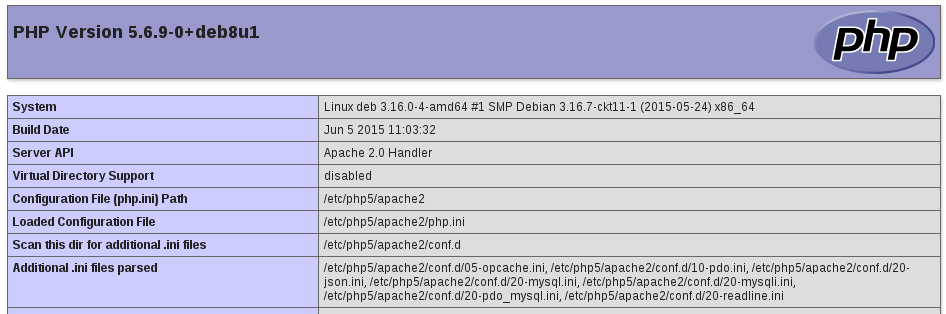 PHP Version 5.6.9-0+deb8u1
php
System Linux deb 3.16.0-4-amd64 #1 SMP Debian 3.16.7-ckt11-1 (2015-05-24) x86_64
Build Date Jun 5 2015 11:03:32
Server API Apache 2.0 Handler
Virtual Directory Support disabled
Configuration File (php.ini) Path /etc/php5/apache2
Loaded Configuration File /etc/php5/apache2/php.ini
Scan this dir for additional .ini files /etc/php5/apache2/conf.d
Additional .ini files parsed /etc/php5/apache2/conf.d/05-opcache.ini, /etc/php5/apache2/conf.d/10-pdo.ini, /etc/php5/apache2/conf.d/20-
json.ini, /etc/php5/apache2/conf.d/20-mysql.ini, /etc/php5/apache2/conf.d/20-mysqli.ini,
/etc/php5/apache2/conf.d/20-pdo_mysql.ini, /etc/php5/apache2/conf.d/20-readline.ini